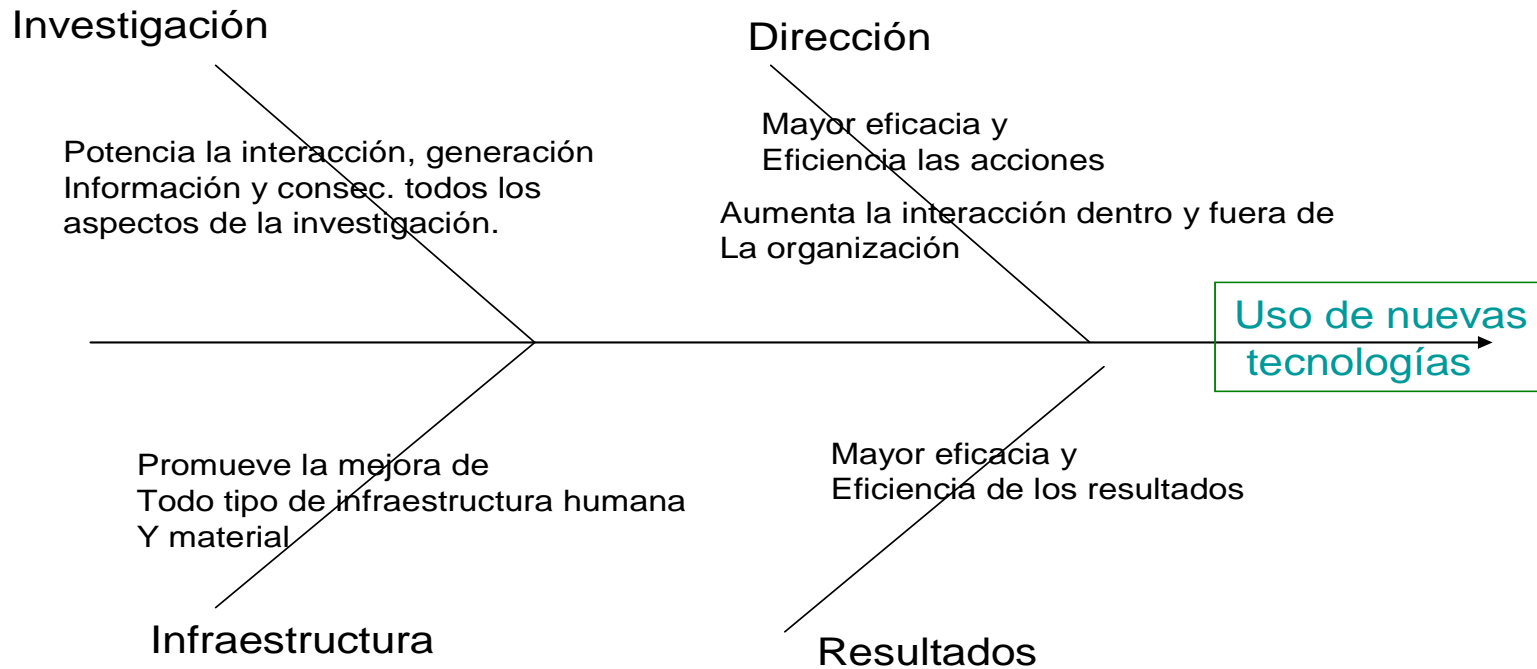 Investigación
Dirección
Potencia la interacción, generación
Información y consec. todos los
aspectos de la investigación.
Mayor eficacia y
Eficiencia las acciones
Aumenta la interacción dentro y fuera de
La organización
Uso de nuevas
tecnologías
Promueve la mejora de
Todo tipo de infraestructura humana
Y material
Mayor eficacia y
Eficiencia de los resultados
Infraestructura
Resultados